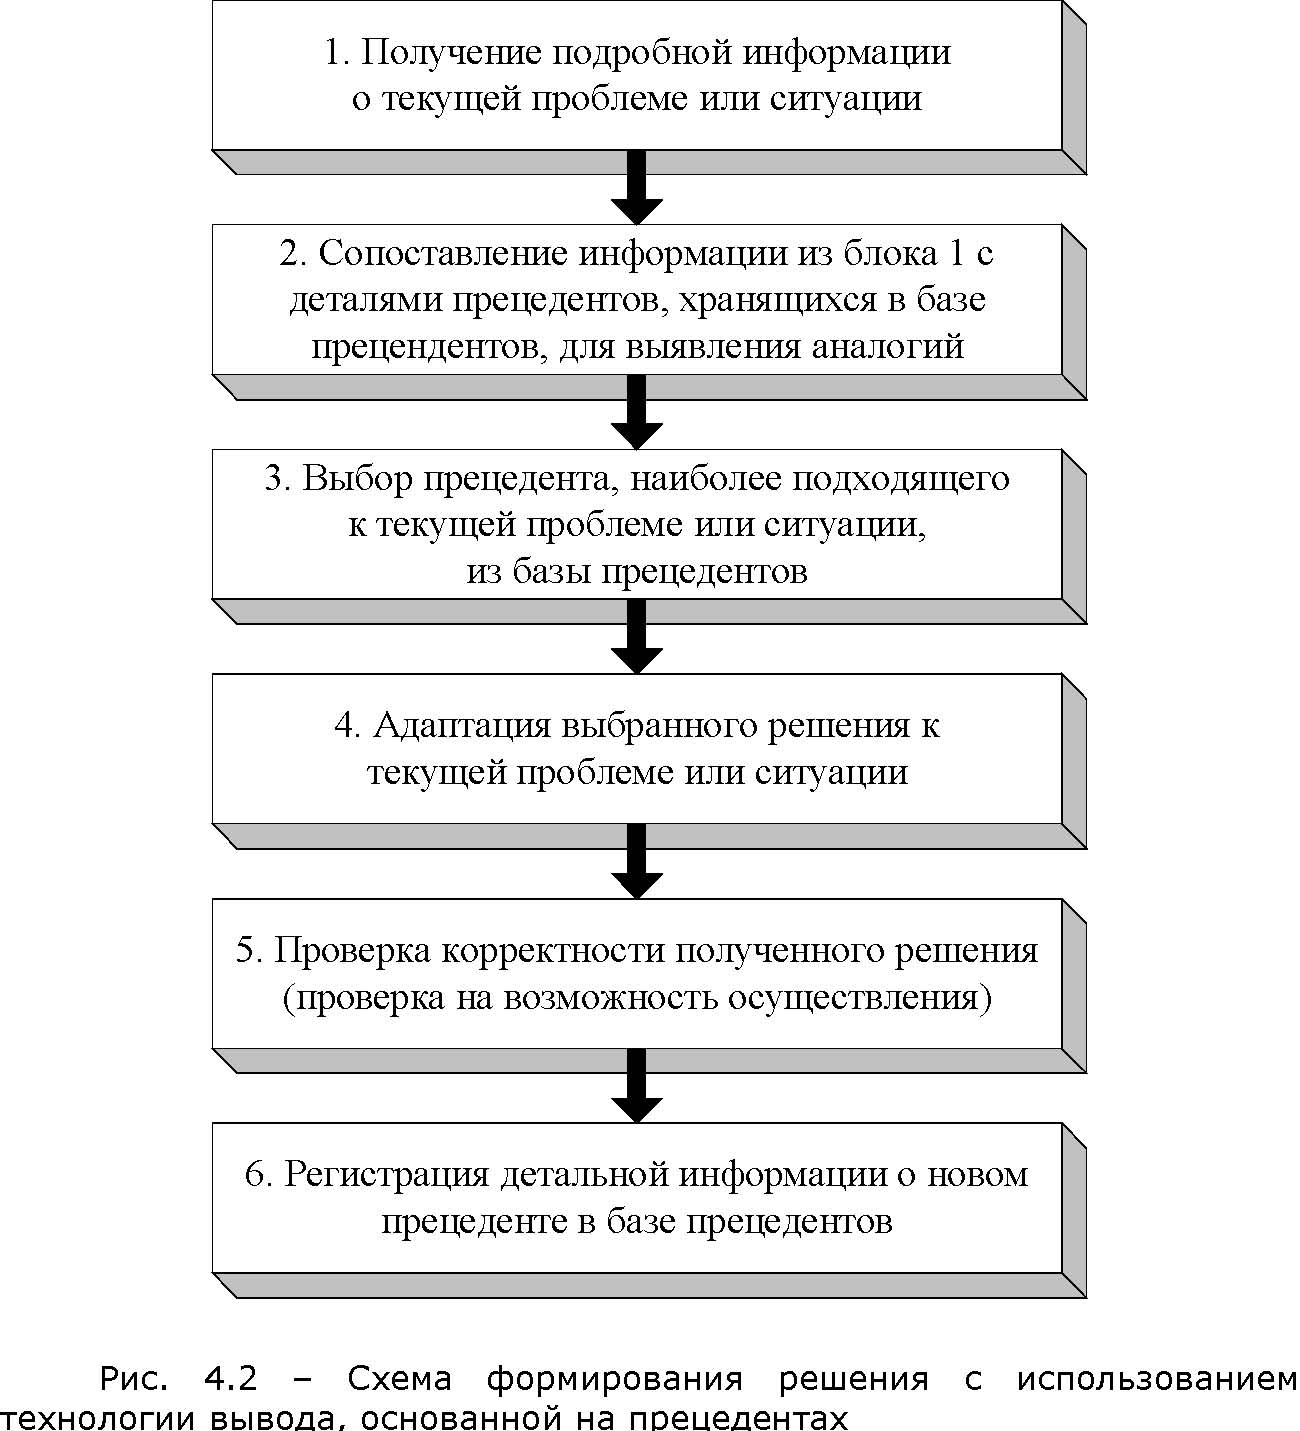 1. Получение подробной информации
о текущей проблеме или ситуации
2. Сопоставление информации из блока 1 с
деталями прецедентов, хранящихся в базе
прецендентов, для выявления аналогий
3. Выбор прецедента, наиболее подходящего
к текущей проблеме или ситуации,
из базы прецедентов
4. Адаптация выбранного решения к
текущей проблеме или ситуации
5. Проверка корректности полученного решения
(проверка на возможность осуществления)
6. Регистрация детальной информации о новом
прецеденте в базе прецедентов
Рис. 4.2 – Схема формирования решения с использованием
технологии вывода, основанной на прецедентах